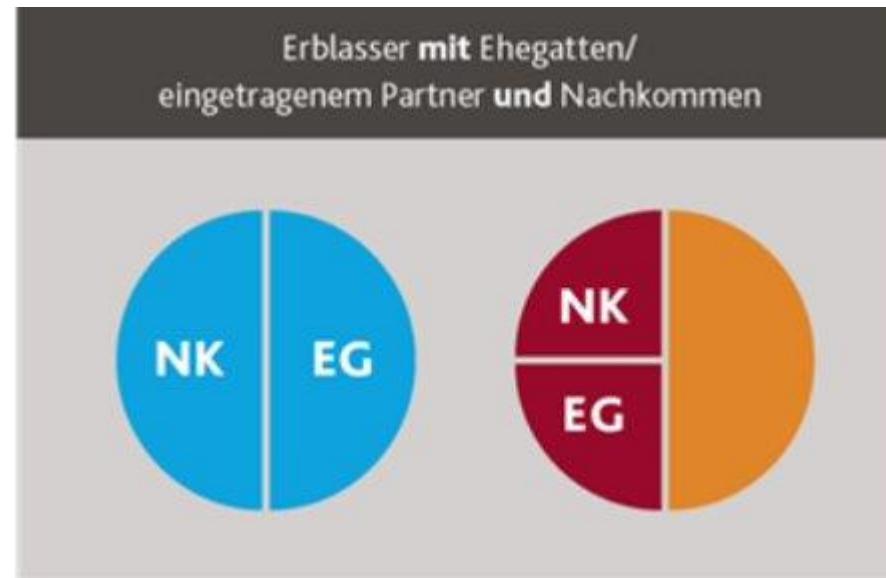 Erblasser mit Ehegatten/
eingetragenem Partner und Nachkommen
NK
EG
NK
EG